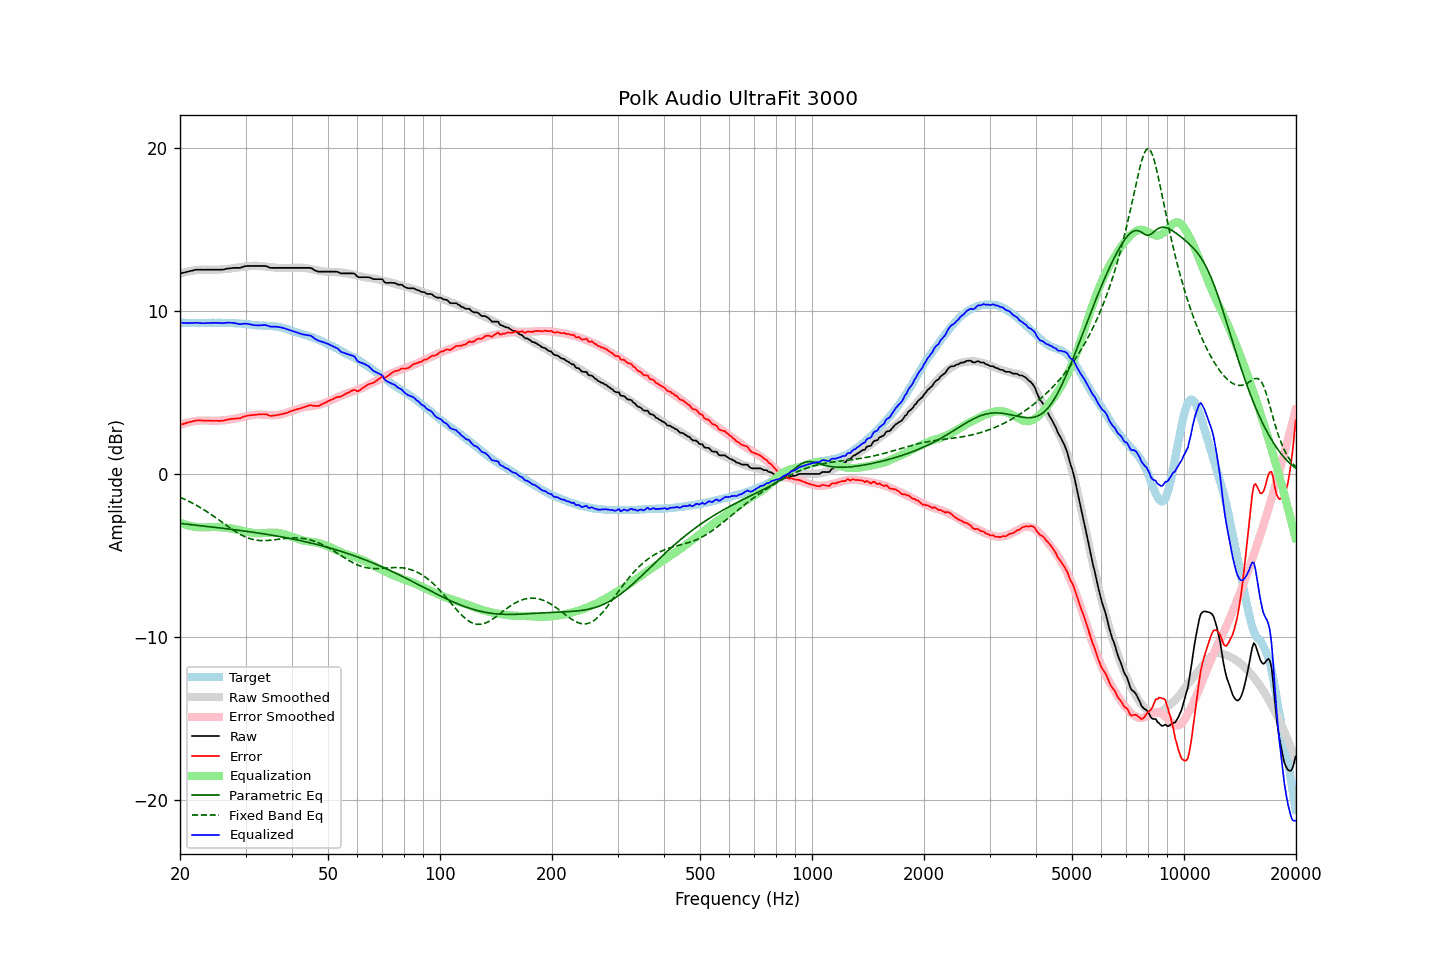 Polk Audio UltraFit 3000
Amplitude (dBr)
20
10
0
−10
−20
Target
Raw Smoothed
Error Smoothed
Raw
Error
Equalization
Parametric Eq
Fixed Band Eq
Equalized
20 50 100 200 500 1000 2000 5000 10000 20000
Frequency (Hz)